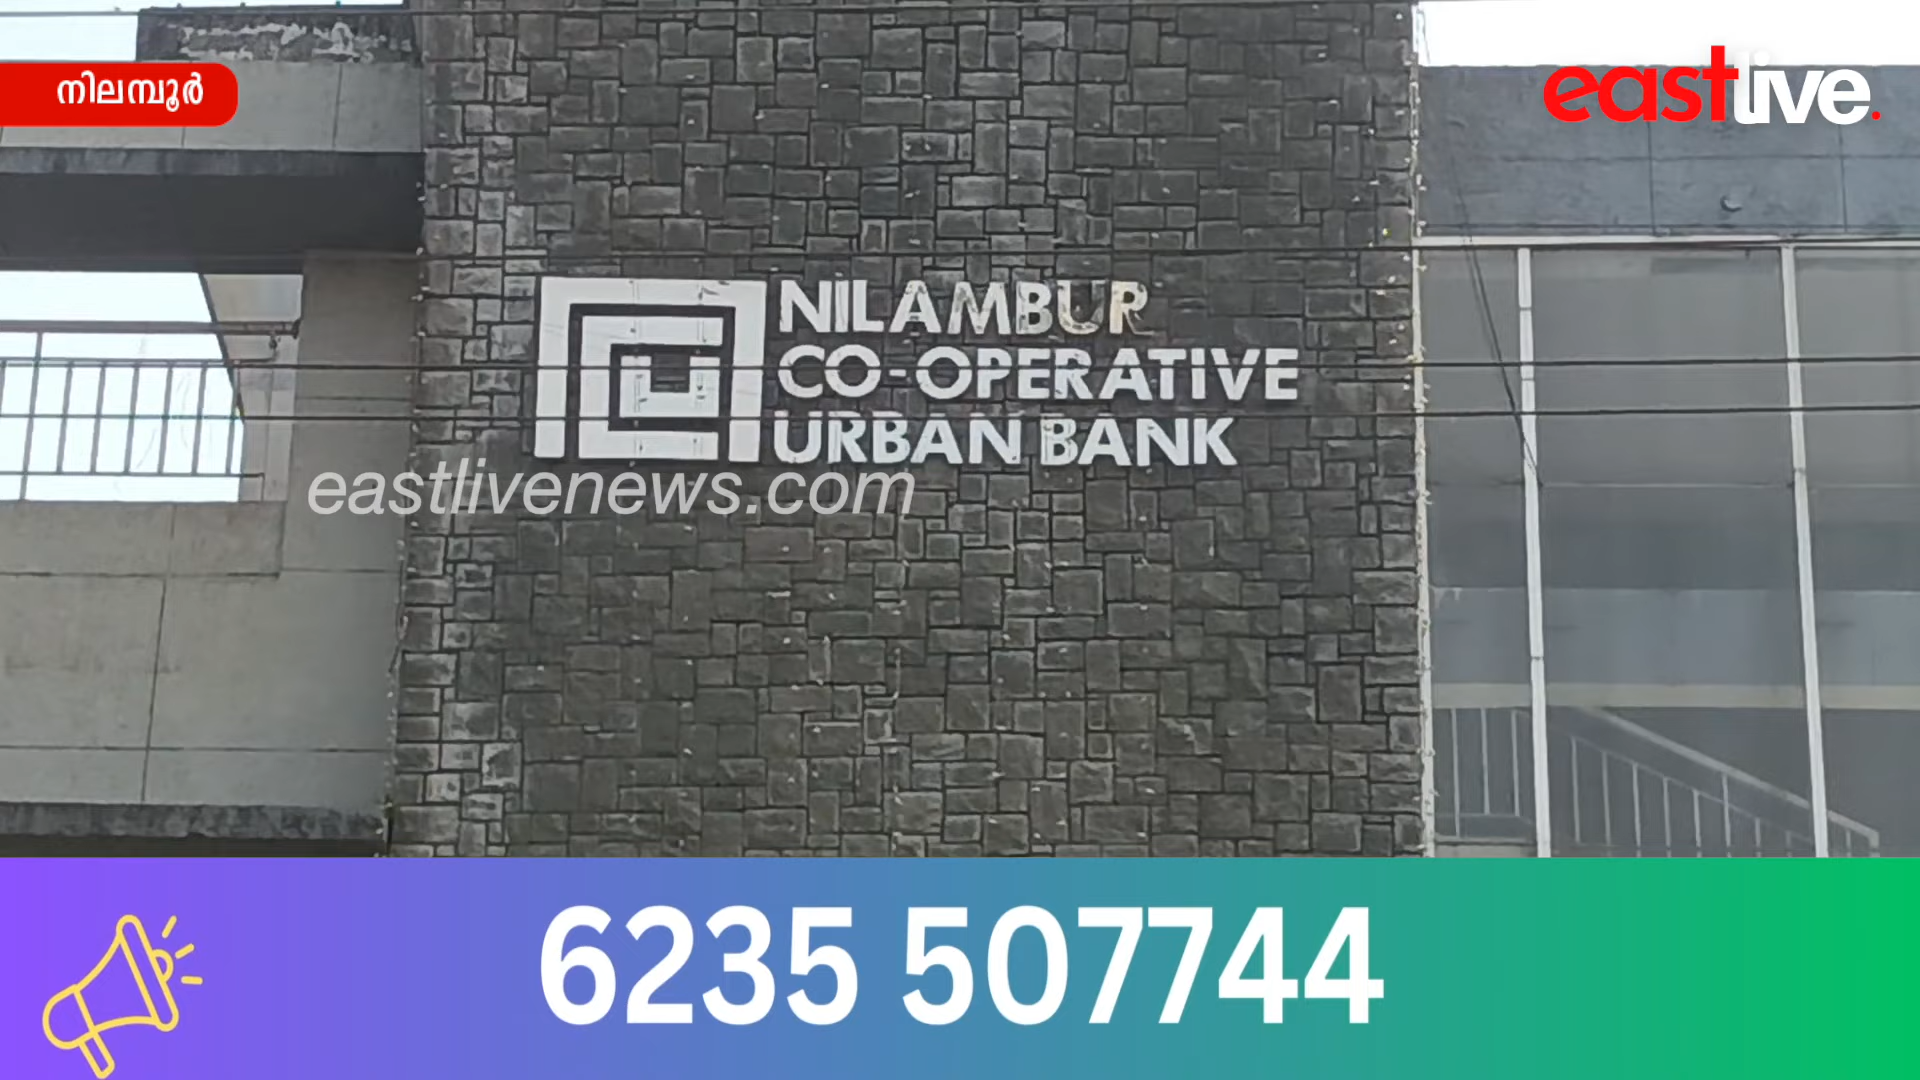 നിലമ്പൂർ
eastlive.
NILAMBUR
CO-OPERATIVE
URBAN BANK
eastlivenews.com
6235 507744